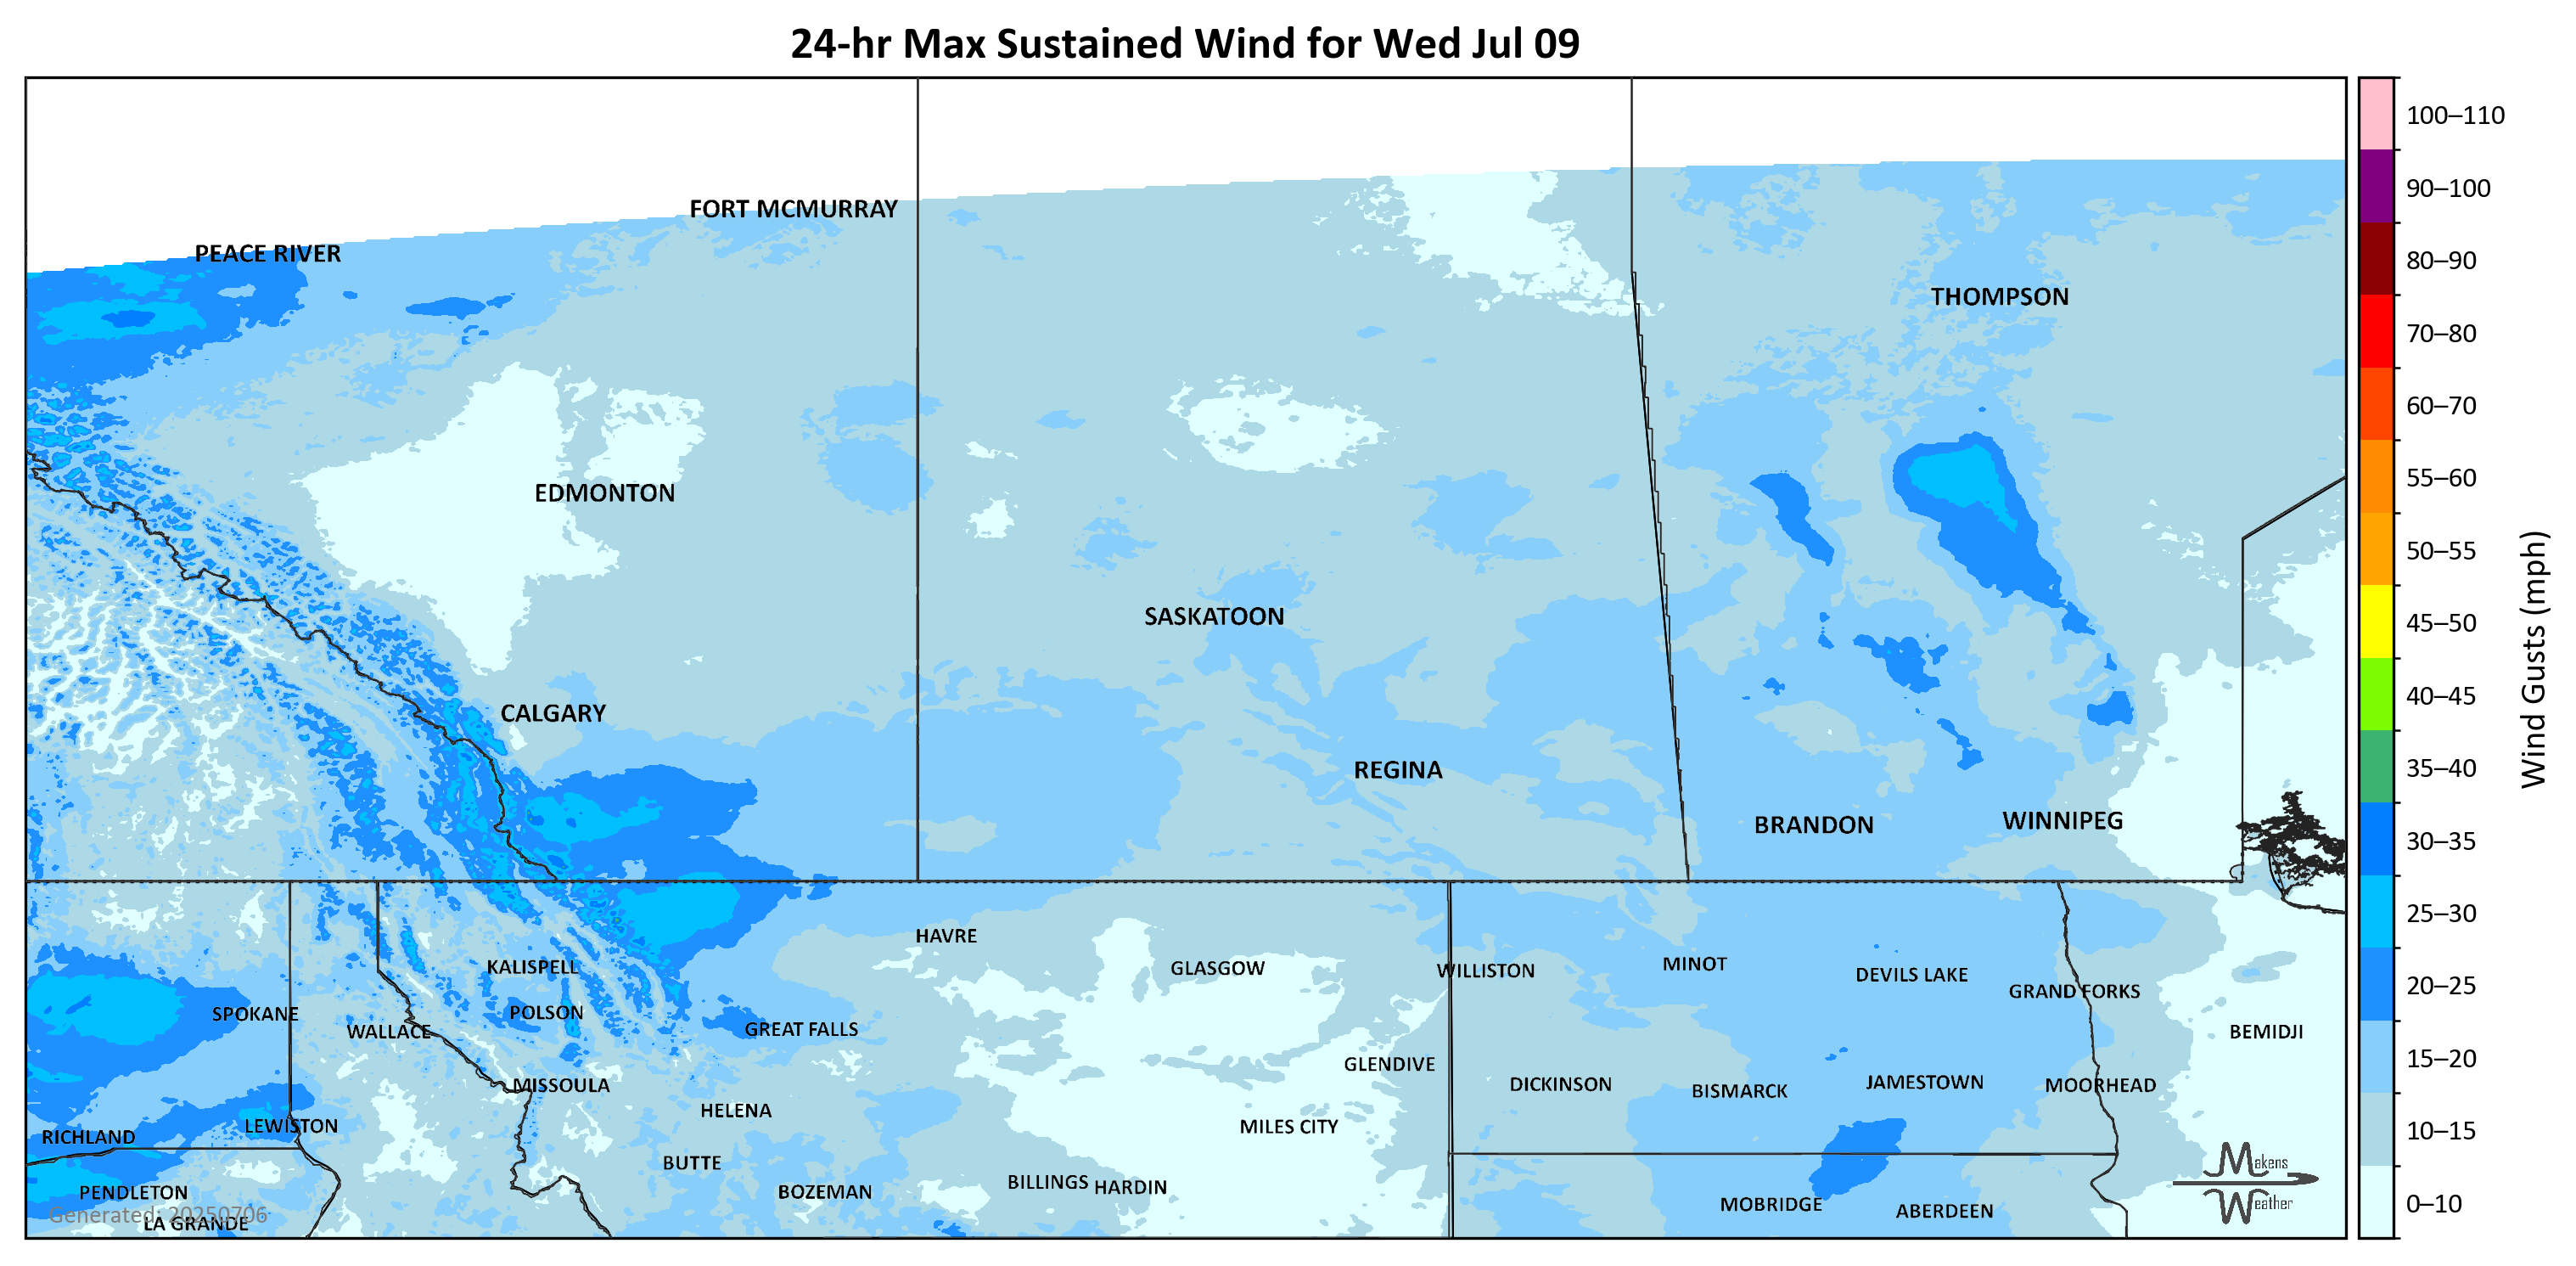 24-hr Max Sustained Wind for Wed Jul 09
100–110
90–100
80–90
70–80
60–70
55–60
50–55
45–50
40–45
35–40
30–35
25–30
20–25
15–20
10–15
0–10
Wind Gusts (mph)
FORT MCMURRAY
PEACE RIVER
THOMPSON
EDMONTON
SASKATOON
CALGARY
REGINA
BRANDON
WINNIPEG
HAVRE
KALISPELL
GLASGOW
WILLISTON
MINOT
DEVILS LAKE
GRAND FORKS
SPOKANE
POLSON
WALLACE
GREAT FALLS
BEMIDJI
GLENDIVE
MISSOULA
DICKINSON
BISMARCK
JAMESTOWN
MOORHEAD
HELENA
LEWISTON
MILES CITY
RICHLAND
BUTTE
PENDLETON
BOZEMAN
BILLINGS
HARDIN
MOBRIDGE
ABERDEEN
Generated: 20250706
LA GRANDE
Makens
Weather